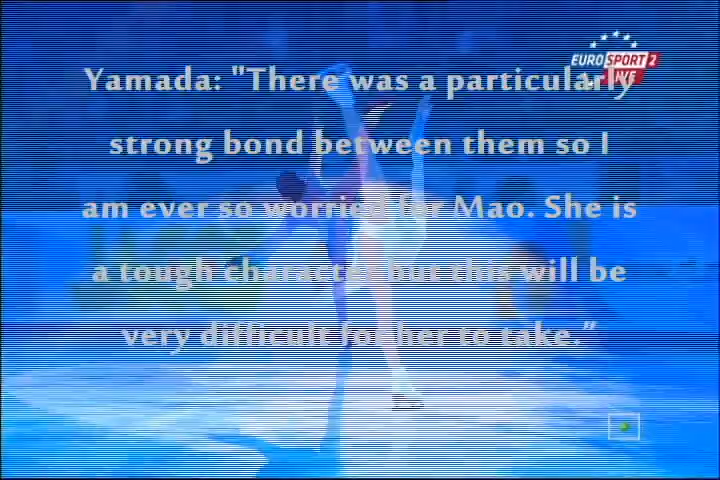 EUROSPORT 2
LIVE
Yamada: "There was a particularly
strong bond between them so I
am ever so worried for Mao. She is
a tough character but this will be
very difficult for her to take."